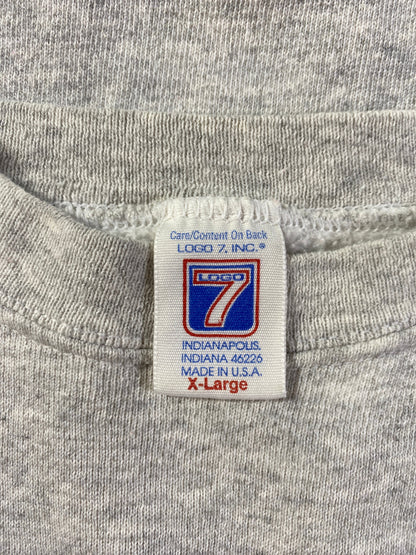 Care/Content On Back
LOGO 7, INC.®
LOGO
7
INDIANAPOLIS,
INDIANA 46226
MADE IN U.S.A.
X-Large